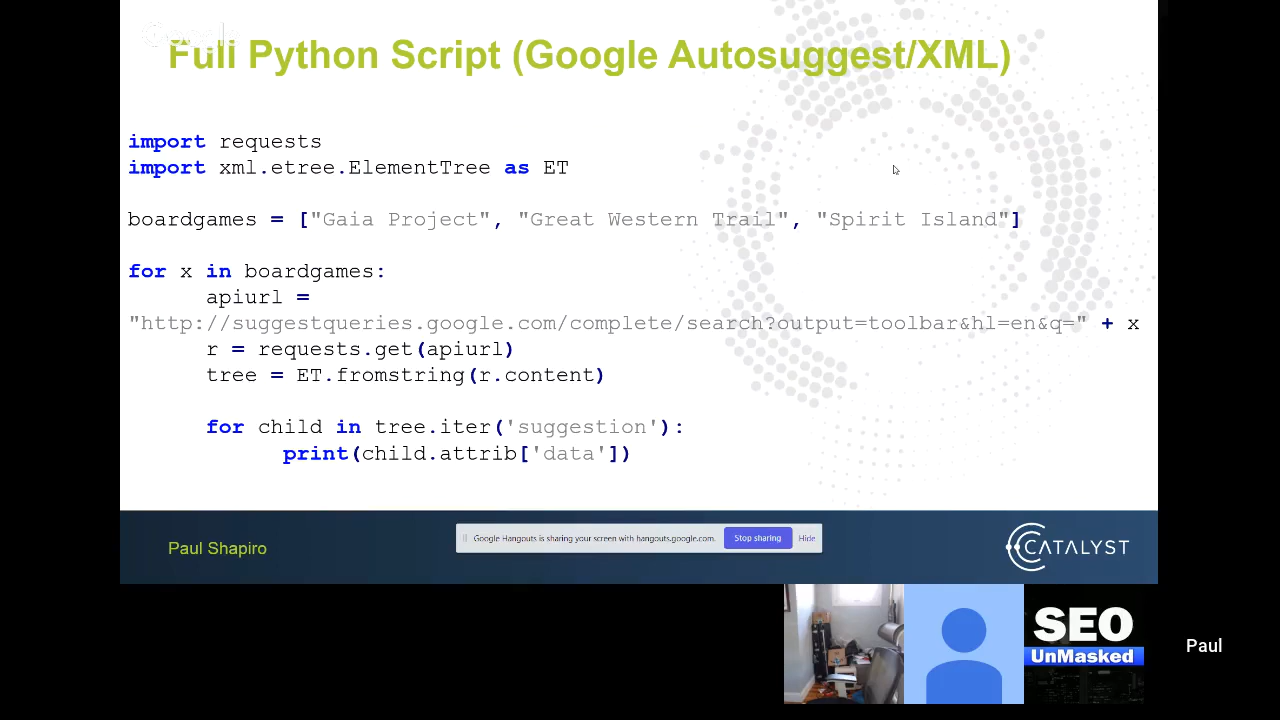 Google
Full Python Script (Google Autosuggest/XML)
import requests
import xml.etree.ElementTree as ET
boardgames = ["Gaia Project", "Great Western Trail", "Spirit Island"]
for x in boardgames:
apiurl =
"http://suggestqueries.google.com/complete/search?output=toolbar&hl=en&q=" + x
r = requests.get(apiurl)
tree = ET.fromstring(r.content)
for child in tree.iter('suggestion'):
print(child.attrib['data'])
Paul Shapiro
Google Hangouts is sharing your screen with hangouts.google.com.
Stop sharing
Hide
CATALYST
SEO
UnMasked
Paul